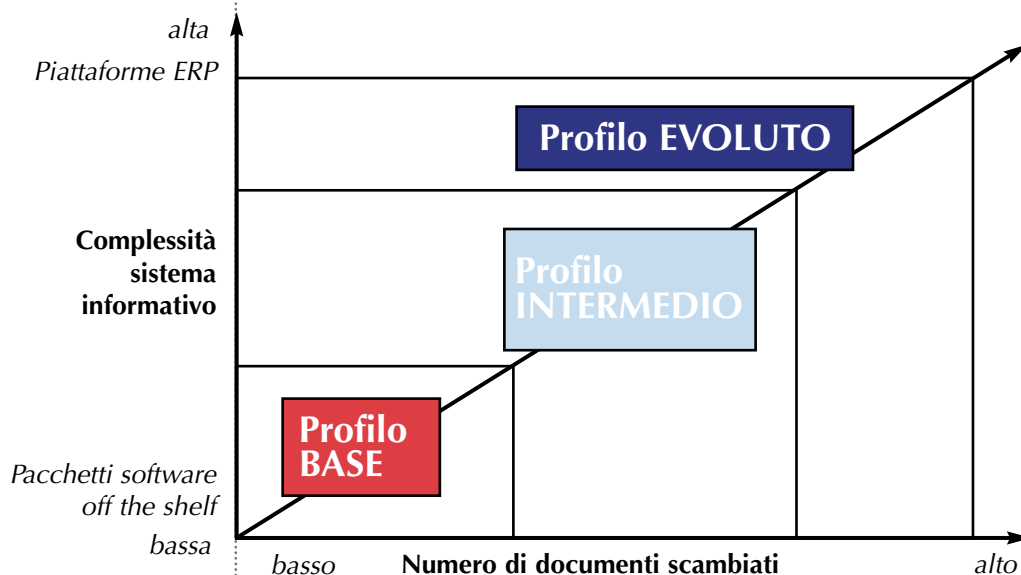 alta
Piattaforme ERP
Profilo EVOLUTO
Complessità
sistema
informativo
Profilo
INTERMEDIO
Profilo
BASE
Pacchetti software
off the shelf
bassa
basso
Numero di documenti scambiati
alto